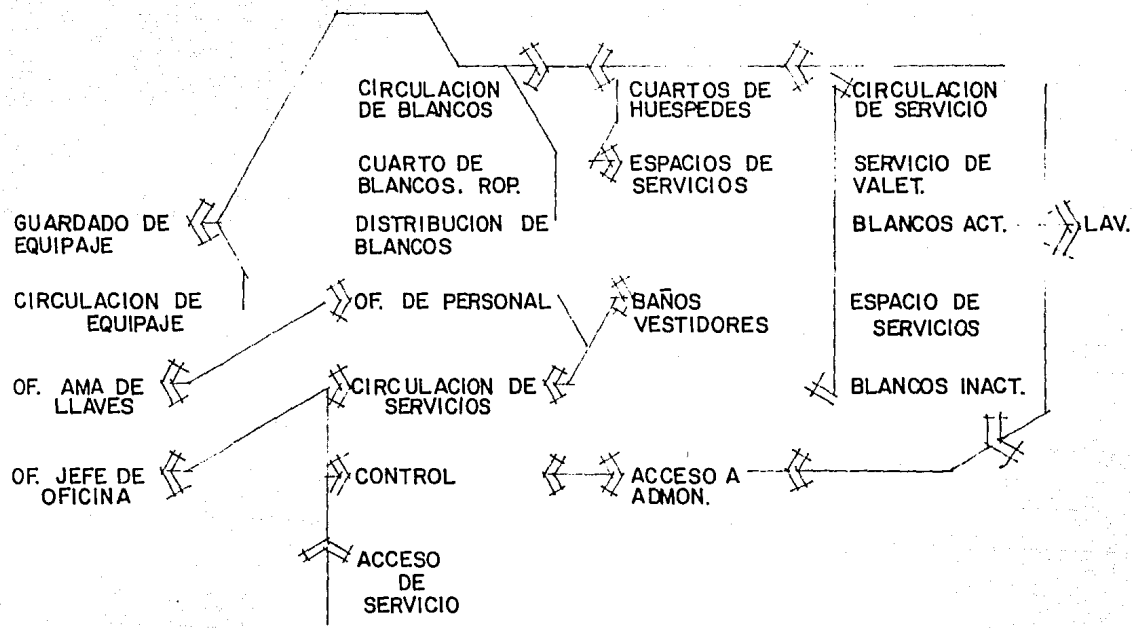 CIRCULACION
DE BLANCOS
CUARTOS DE
HUESPEDES
CIRCULACION
DE SERVICIO
CUARTO DE
BLANCOS. ROP.
ESPACIOS DE
SERVICIOS
SERVICIO DE
VALET.
GUARDADO DE
EQUIPAJE
DISTRIBUCION DE
BLANCOS
BLANCOS ACT.
LAV.
CIRCULACION DE
EQUIPAJE
OF. DE PERSONAL
BAÑOS
VESTIDORES
ESPACIO DE
SERVICIOS
OF. AMA DE
LLAVES
CIRCULACION DE
SERVICIOS
BLANCOS INACT.
OF. JEFE DE
OFICINA
CONTROL
ACCESO A
ADMON.
ACCESO
DE
SERVICIO